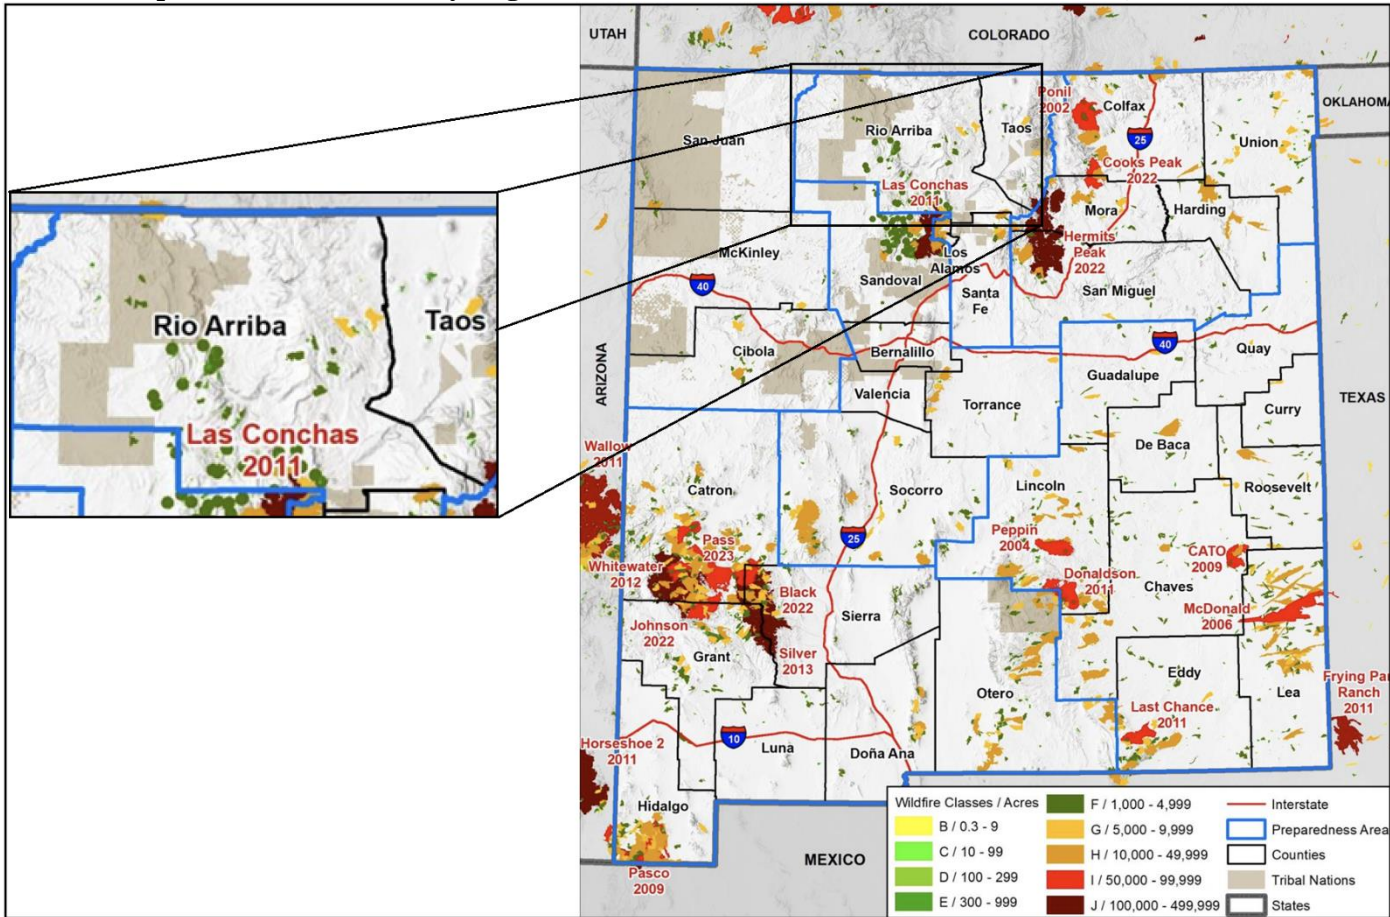 UTAH
COLORADO
OKLAHOMA
ARIZONA
TEXAS
MEXICO
San Juan
Rio Arriba
Taos
Ponil
2002
Colfax
25
Union
Cooks Peak
2022
Las Conchas
2011
Mora
Harding
McKinley
Hermits
Peak
2022
Los
Alamos
Sandoval
40
Santa
Fe
San Miguel
Cibola
Bernalillo
40
Quay
Guadalupe
Valencia
Torrance
Curry
De Baca
Wallow
2011
Catron
Socorro
Lincoln
Roosevelt
25
Pass
2023
Peppin
2004
CATO
2009
Whitewater
2012
Donaldson
2011
Chaves
Black
2022
McDonald
2006
Sierra
Johnson
2022
Grant
Silver
2013
Eddy
Otero
Lea
Frying Pan
Ranch
2011
Last Chance
2011
Horseshoe 2
2011
10
Luna
Doña Ana
Hidalgo
Pasco
2009
Rio Arriba
Taos
Las Conchas
2011
Wildfire Classes / Acres
B / 0.3 - 9
C / 10 - 99
D / 100 - 299
E / 300 - 999
F / 1,000 - 4,999
G / 5,000 - 9,999
H / 10,000 - 49,999
I / 50,000 - 99,999
J / 100,000 - 499,999
Interstate
Preparedness Area
Counties
Tribal Nations
States